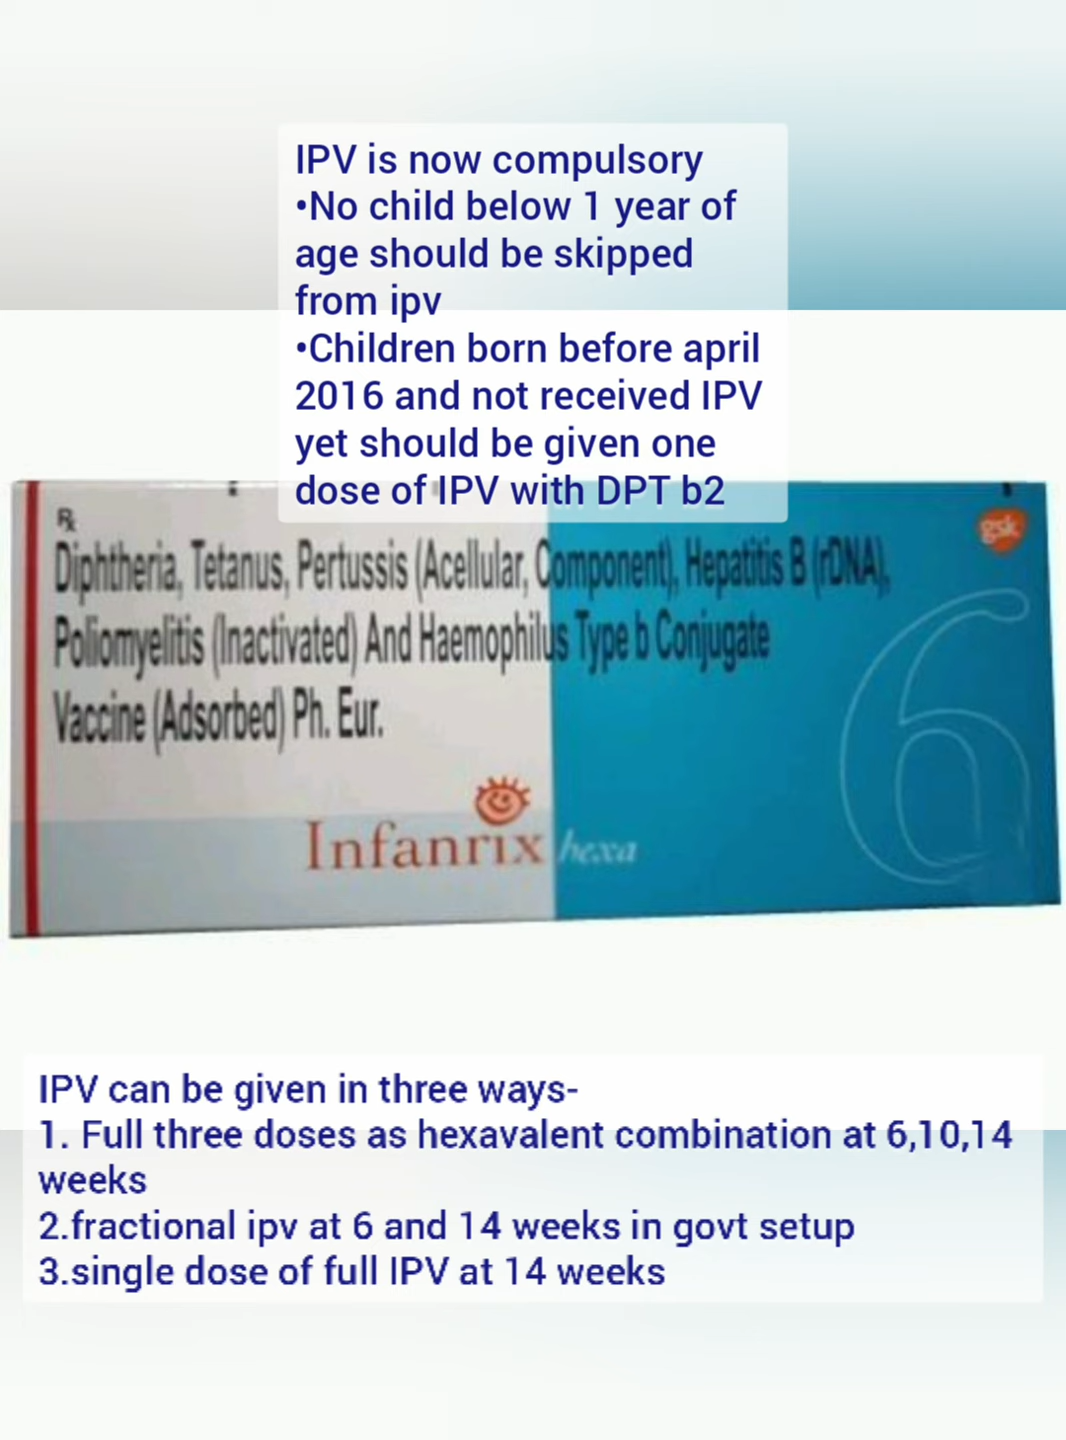 IPV is now compulsory
•No child below 1 year of
age should be skipped
from ipv
•Children born before april
2016 and not received IPV
yet should be given one
dose of IPV with DPT b2
Rx
gsk
Diphtheria, Tetanus, Pertussis (Acellular, Component), Hepatitis B (rDNA),
Poliomyelitis (Inactivated) And Haemophilus Type b Conjugate
Vaccine (Adsorbed) Ph. Eur.
6
Infanrix hexa
IPV can be given in three ways-
1. Full three doses as hexavalent combination at 6,10,14
weeks
2.fractional ipv at 6 and 14 weeks in govt setup
3.single dose of full IPV at 14 weeks